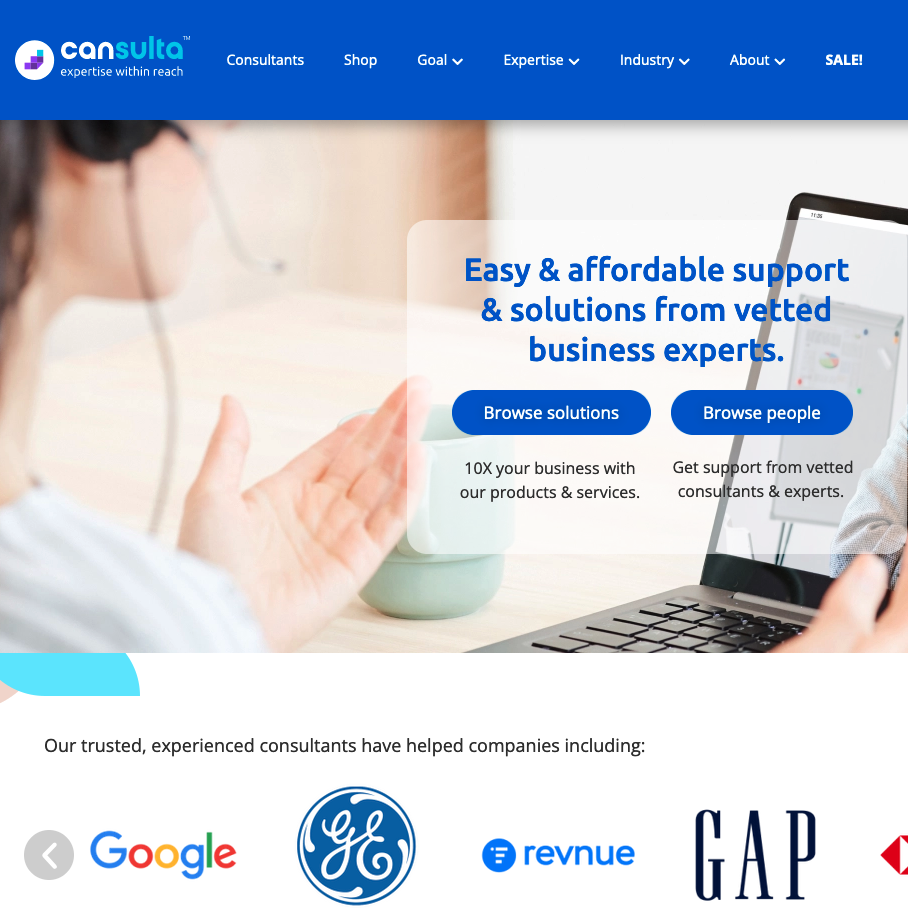 cansulta™
expertise within reach
Consultants
Shop
Goal
Expertise
Industry
About
SALE!
Easy & affordable support
& solutions from vetted
business experts.
Browse solutions
Browse people
10X your business with
our products & services.
Get support from vetted
consultants & experts.
Our trusted, experienced consultants have helped companies including:
Google
GE
revnue
GAP